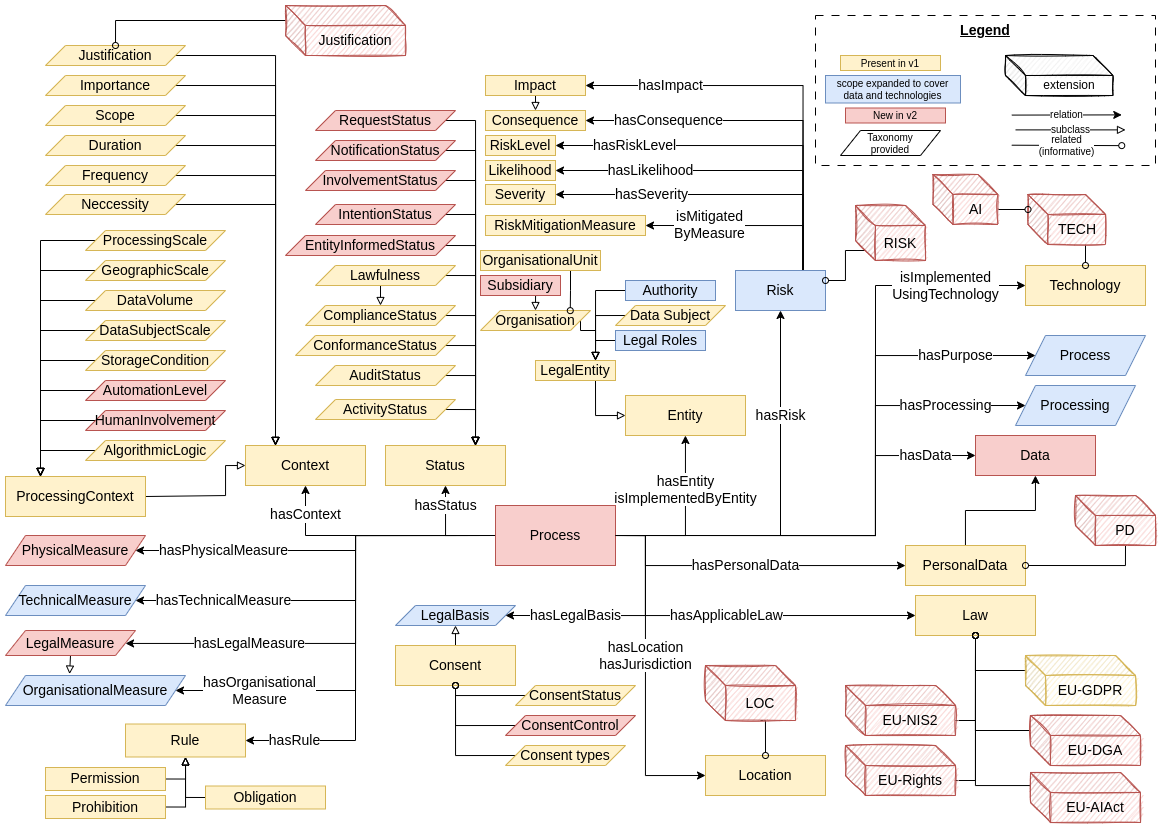 Justification
Justification
Importance
Scope
Duration
Frequency
Neccessity
ProcessingScale
GeographicScale
DataVolume
DataSubjectScale
StorageCondition
AutomationLevel
HumanInvolvement
AlgorithmicLogic
ProcessingContext
Context
Status
hasContext
hasStatus
RequestStatus
NotificationStatus
InvolvementStatus
IntentionStatus
EntityInformedStatus
Lawfulness
ComplianceStatus
ConformanceStatus
AuditStatus
ActivityStatus
Impact
hasImpact
Consequence
hasConsequence
RiskLevel
hasRiskLevel
Likelihood
hasLikelihood
Severity
hasSeverity
RiskMitigationMeasure
isMitigated
ByMeasure
OrganisationalUnit
Subsidiary
Organisation
Authority
Data Subject
Legal Roles
LegalEntity
Entity
Risk
RISK
hasRisk
hasEntity
isImplementedByEntity
Legend
Present in v1
scope expanded to cover
data and technologies
New in v2
Taxonomy
provided
extension
relation
subclass
related
(informative)
AI
TECH
isImplemented
UsingTechnology
Technology
hasPurpose
Process
hasProcessing
Processing
hasData
Data
PD
Process
hasPersonalData
PersonalData
PhysicalMeasure
hasPhysicalMeasure
TechnicalMeasure
hasTechnicalMeasure
LegalMeasure
hasLegalMeasure
OrganisationalMeasure
hasOrganisational
Measure
Rule
hasRule
Permission
Prohibition
Obligation
LegalBasis
hasLegalBasis
hasApplicableLaw
Law
Consent
ConsentStatus
ConsentControl
Consent types
hasLocation
hasJurisdiction
LOC
Location
EU-GDPR
EU-NIS2
EU-DGA
EU-Rights
EU-AIAct